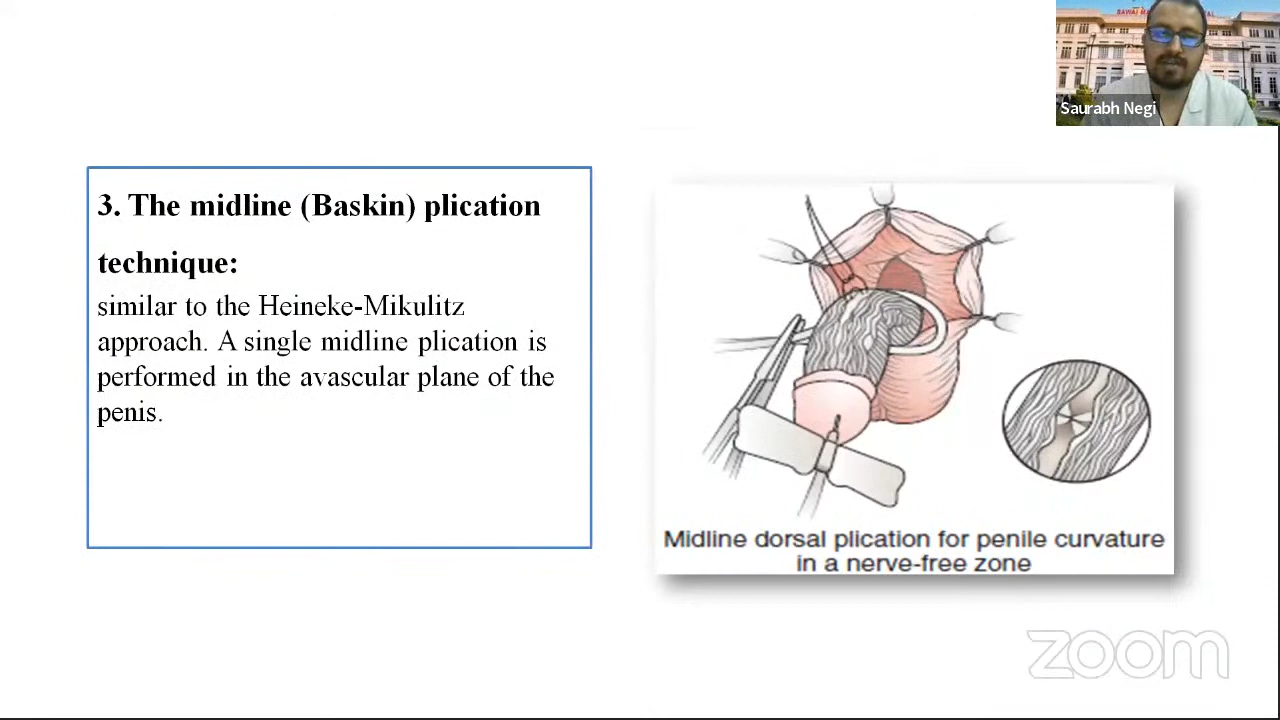 Saurabh Negi
3. The midline (Baskin) plication
technique:
similar to the Heineke-Mikulitz
approach. A single midline plication is
performed in the avascular plane of the
penis.
Midline dorsal plication for penile curvature
in a nerve-free zone
zoom